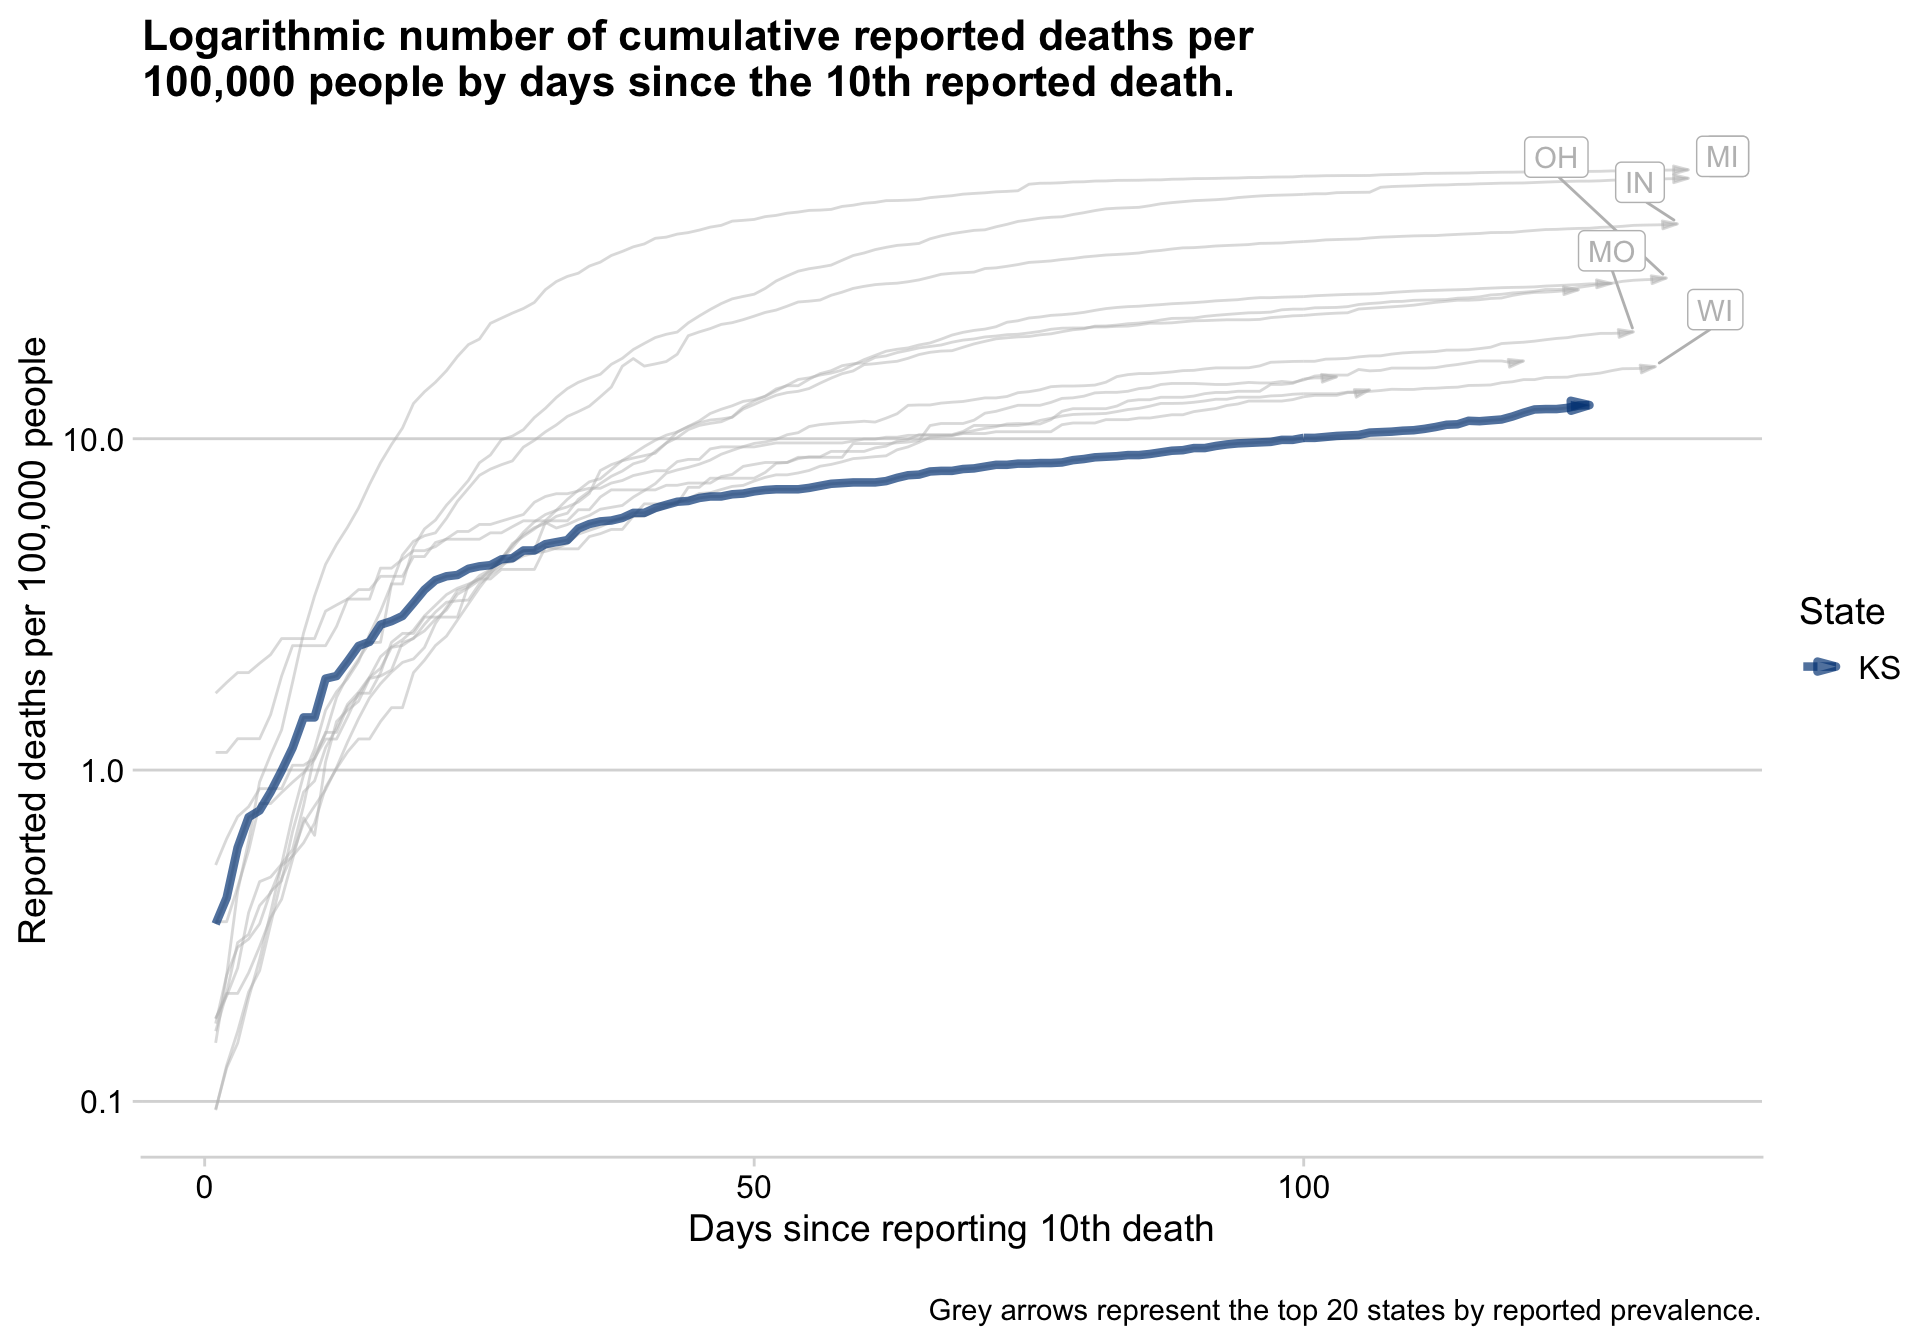 Logarithmic number of cumulative reported deaths per
100,000 people by days since the 10th reported death.
OH
MI
IN
MO
WI
Reported deaths per 100,000 people
10.0
1.0
0.1
State
KS
0
50
100
Days since reporting 10th death
Grey arrows represent the top 20 states by reported prevalence.